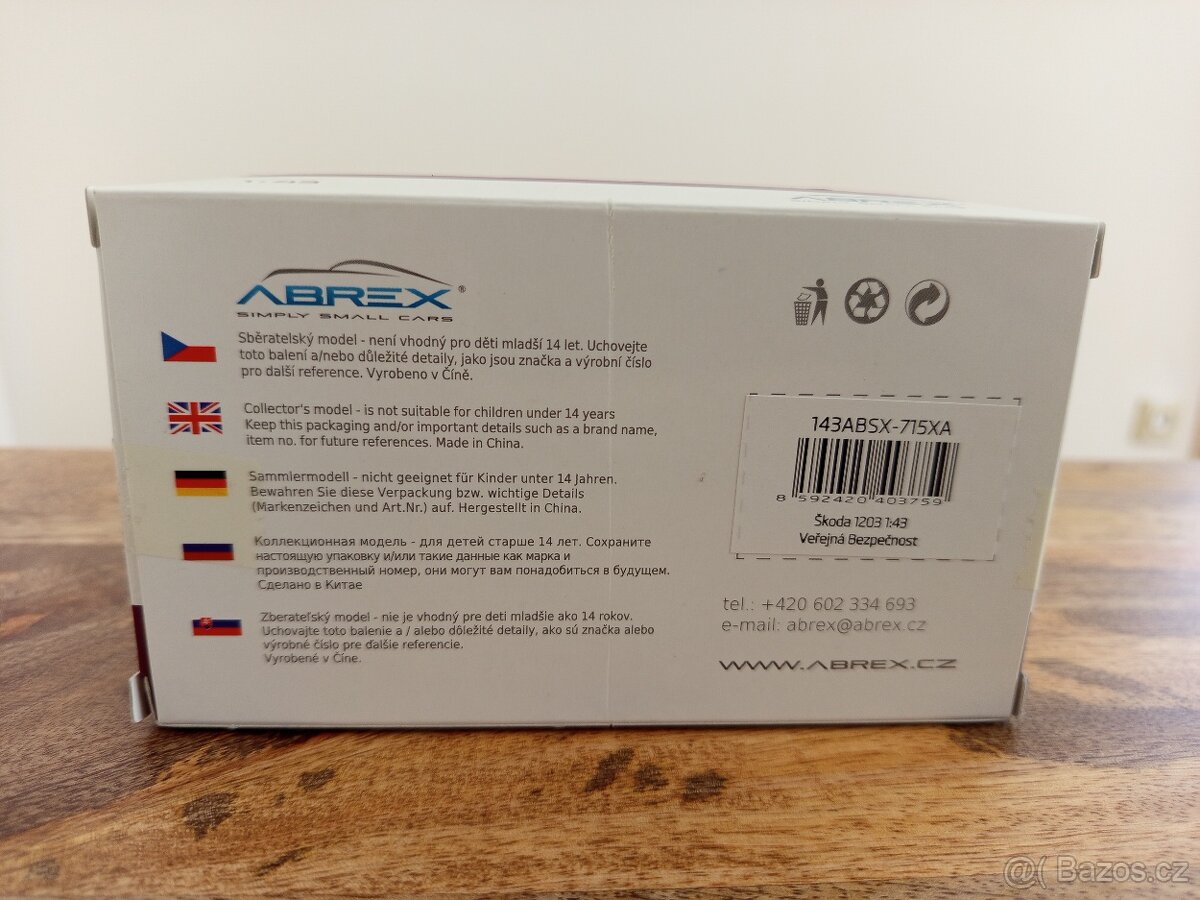 1:43
ABREX
ABREX®
SIMPLY SMALL CARS
Sběratelský model - není vhodný pro děti mladší 14 let. Uchovejte
toto balení a/nebo důležité detaily, jako jsou značka a výrobní číslo
pro další reference. Vyrobeno v Číně.
Collector's model - is not suitable for children under 14 years
Keep this packaging and/or important details such as a brand name,
item no. for future references. Made in China.
Sammlermodell - nicht geeignet für Kinder unter 14 Jahren.
Bewahren Sie diese Verpackung bzw. wichtige Details
(Markenzeichen und Art.Nr.) auf. Hergestellt in China.
Коллекционная модель - для детей старше 14 лет. Сохраните
настоящую упаковку и/или такие данные как марка и
производственный номер, они могут вам понадобиться в будущем.
Сделано в Китае
Zberateľský model - nie je vhodný pre deti mladšie ako 14 rokov.
Uchovajte toto balenie a / alebo dôležité detaily, ako sú značka alebo
výrobné číslo pre ďalšie referencie.
Vyrobené v Číne.
143ABSX-715XA
8 592420 403759
Škoda 1203 1:43
Veřejná Bezpečnost
tel.: +420 602 334 693
e-mail: abrex@abrex.cz
WWW.ABREX.CZ
@( Bazos.cz